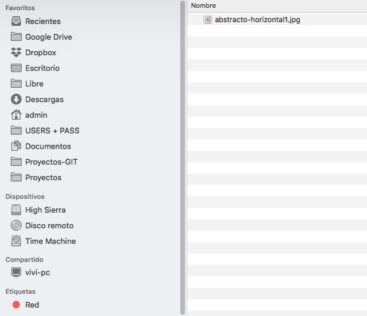 Favoritos
Recientes
Google Drive
Dropbox
Escritorio
Libre
Descargas
admin
USERS + PASS
Documentos
Proyectos-GIT
Proyectos
Dispositivos
High Sierra
Disco remoto
Time Machine
Compartido
vivi-pc
Etiquetas
Red
Nombre
abstracto-horizontal1.jpg